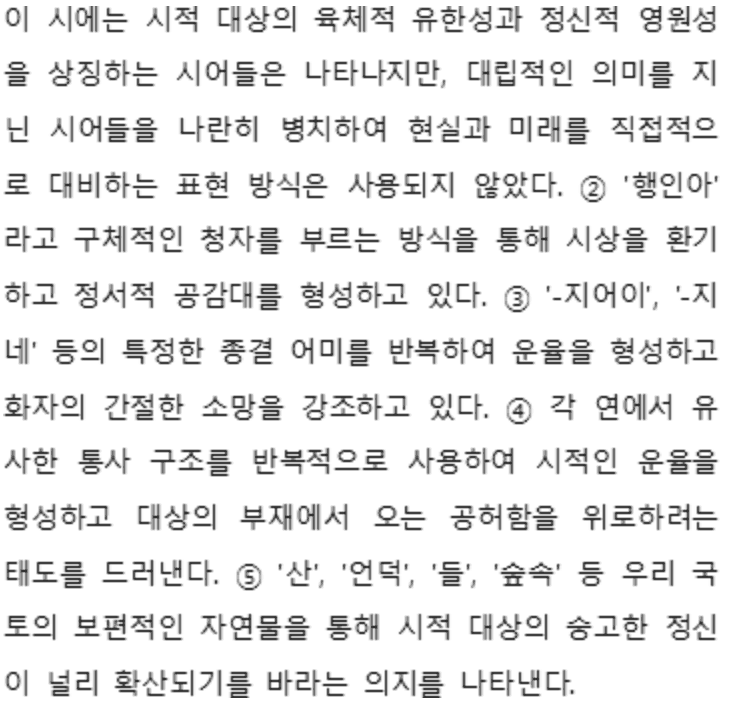 이 시에는 시적 대상의 육체적 유한성과 정신적 영원성
을 상징하는 시어들은 나타나지만, 대립적인 의미를 지
닌 시어들을 나란히 병치하여 현실과 미래를 직접적으
로 대비하는 표현 방식은 사용되지 않았다. ② '행인아'
라고 구체적인 청자를 부르는 방식을 통해 시상을 환기
하고 정서적 공감대를 형성하고 있다. ③ '-지어이', '-지
네' 등의 특정한 종결 어미를 반복하여 운율을 형성하고
화자의 간절한 소망을 강조하고 있다. ④ 각 연에서 유
사한 통사 구조를 반복적으로 사용하여 시적인 운율을
형성하고 대상의 부재에서 오는 공허함을 위로하려는
태도를 드러낸다. ⑤ '산', '언덕', '들', '숲속' 등 우리 국
토의 보편적인 자연물을 통해 시적 대상의 숭고한 정신
이 널리 확산되기를 바라는 의지를 나타낸다.